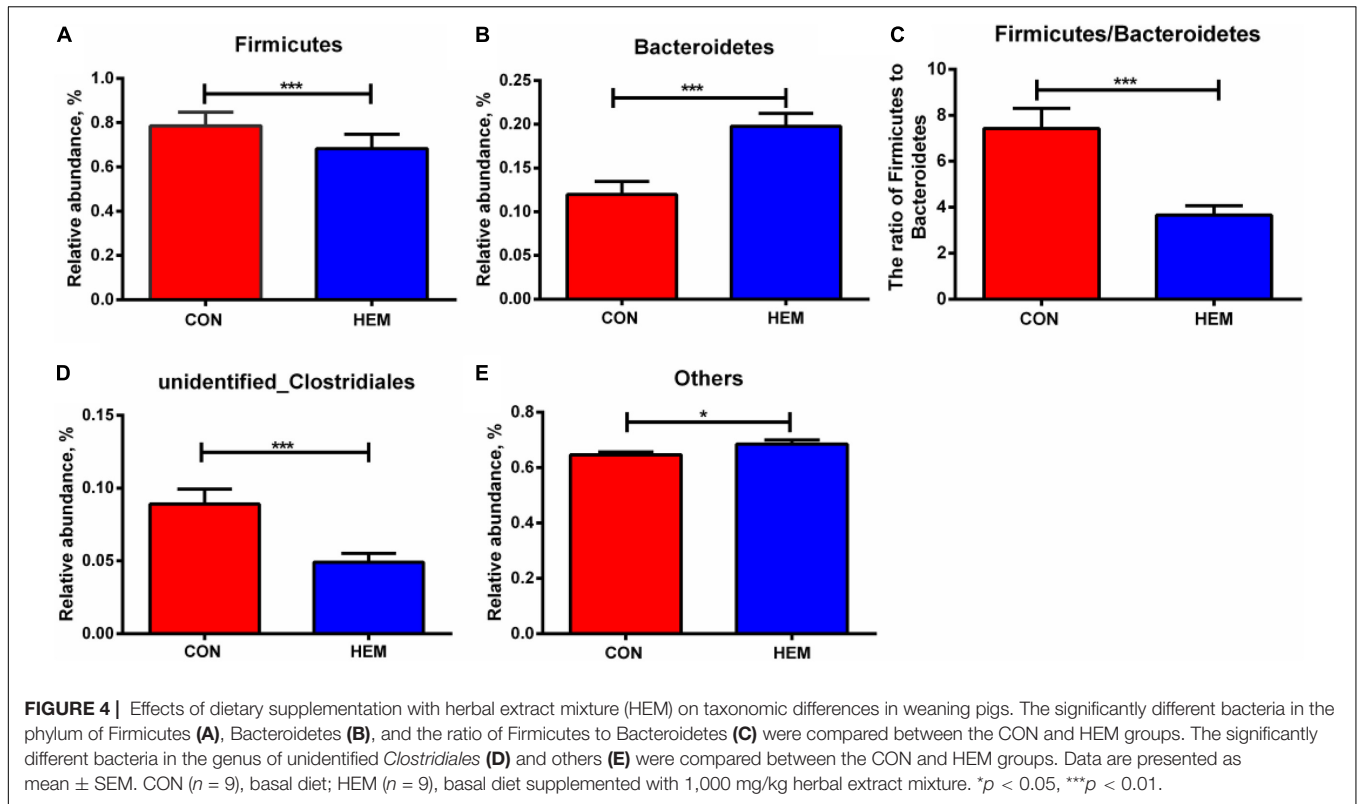 A
Firmicutes
***
Relative abundance, %
1.0
0.8
0.6
0.4
0.2
0.0
CON
HEM
B
Bacteroidetes
***
Relative abundance, %
0.25
0.20
0.15
0.10
0.05
0.00
CON
HEM
C
Firmicutes/Bacteroidetes
***
The ratio of Firmicutes to
Bacteroidetes
10
8
6
4
2
0
CON
HEM
D
unidentified_Clostridiales
***
Relative abundance, %
0.15
0.10
0.05
0.00
CON
HEM
E
Others
*
Relative abundance, %
0.8
0.6
0.4
0.2
0.0
CON
HEM
FIGURE 4 | Effects of dietary supplementation with herbal extract mixture (HEM) on taxonomic differences in weaning pigs. The significantly different bacteria in the
phylum of Firmicutes (A), Bacteroidetes (B), and the ratio of Firmicutes to Bacteroidetes (C) were compared between the CON and HEM groups. The significantly
different bacteria in the genus of unidentified Clostridiales (D) and others (E) were compared between the CON and HEM groups. Data are presented as
mean ± SEM. CON (n = 9), basal diet; HEM (n = 9), basal diet supplemented with 1,000 mg/kg herbal extract mixture. *p < 0.05, ***p < 0.01.